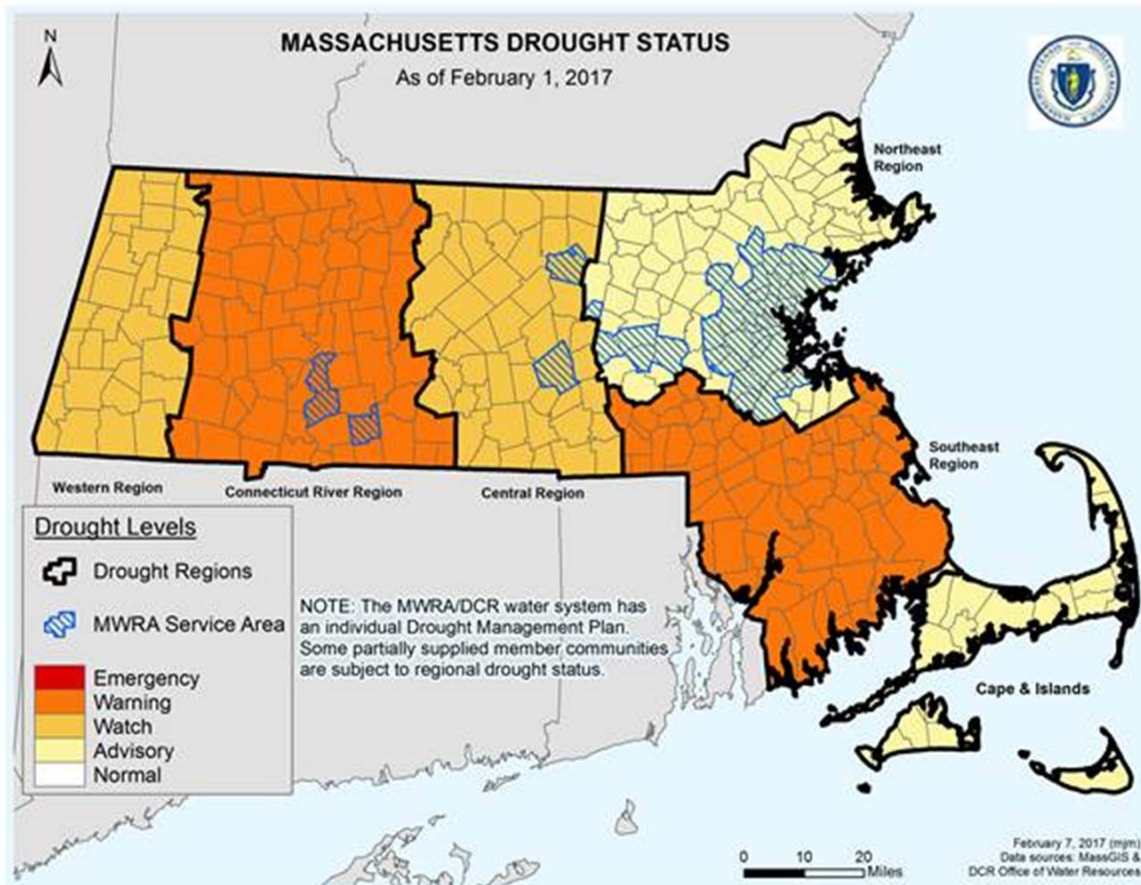 MASSACHUSETTS DROUGHT STATUS
As of February 1, 2017
N
Northeast
Region
Southeast
Region
Western Region
Connecticut River Region
Central Region
Cape & Islands
Drought Levels
Drought Regions
MWRA Service Area
Emergency
Warning
Watch
Advisory
Normal
NOTE: The MWRA/DCR water system has
an individual Drought Management Plan.
Some partially supplied member communities
are subject to regional drought status.
0 10 20
Miles
February 7, 2017 (mjm)
Data sources: MassGIS &
DCR Office of Water Resources